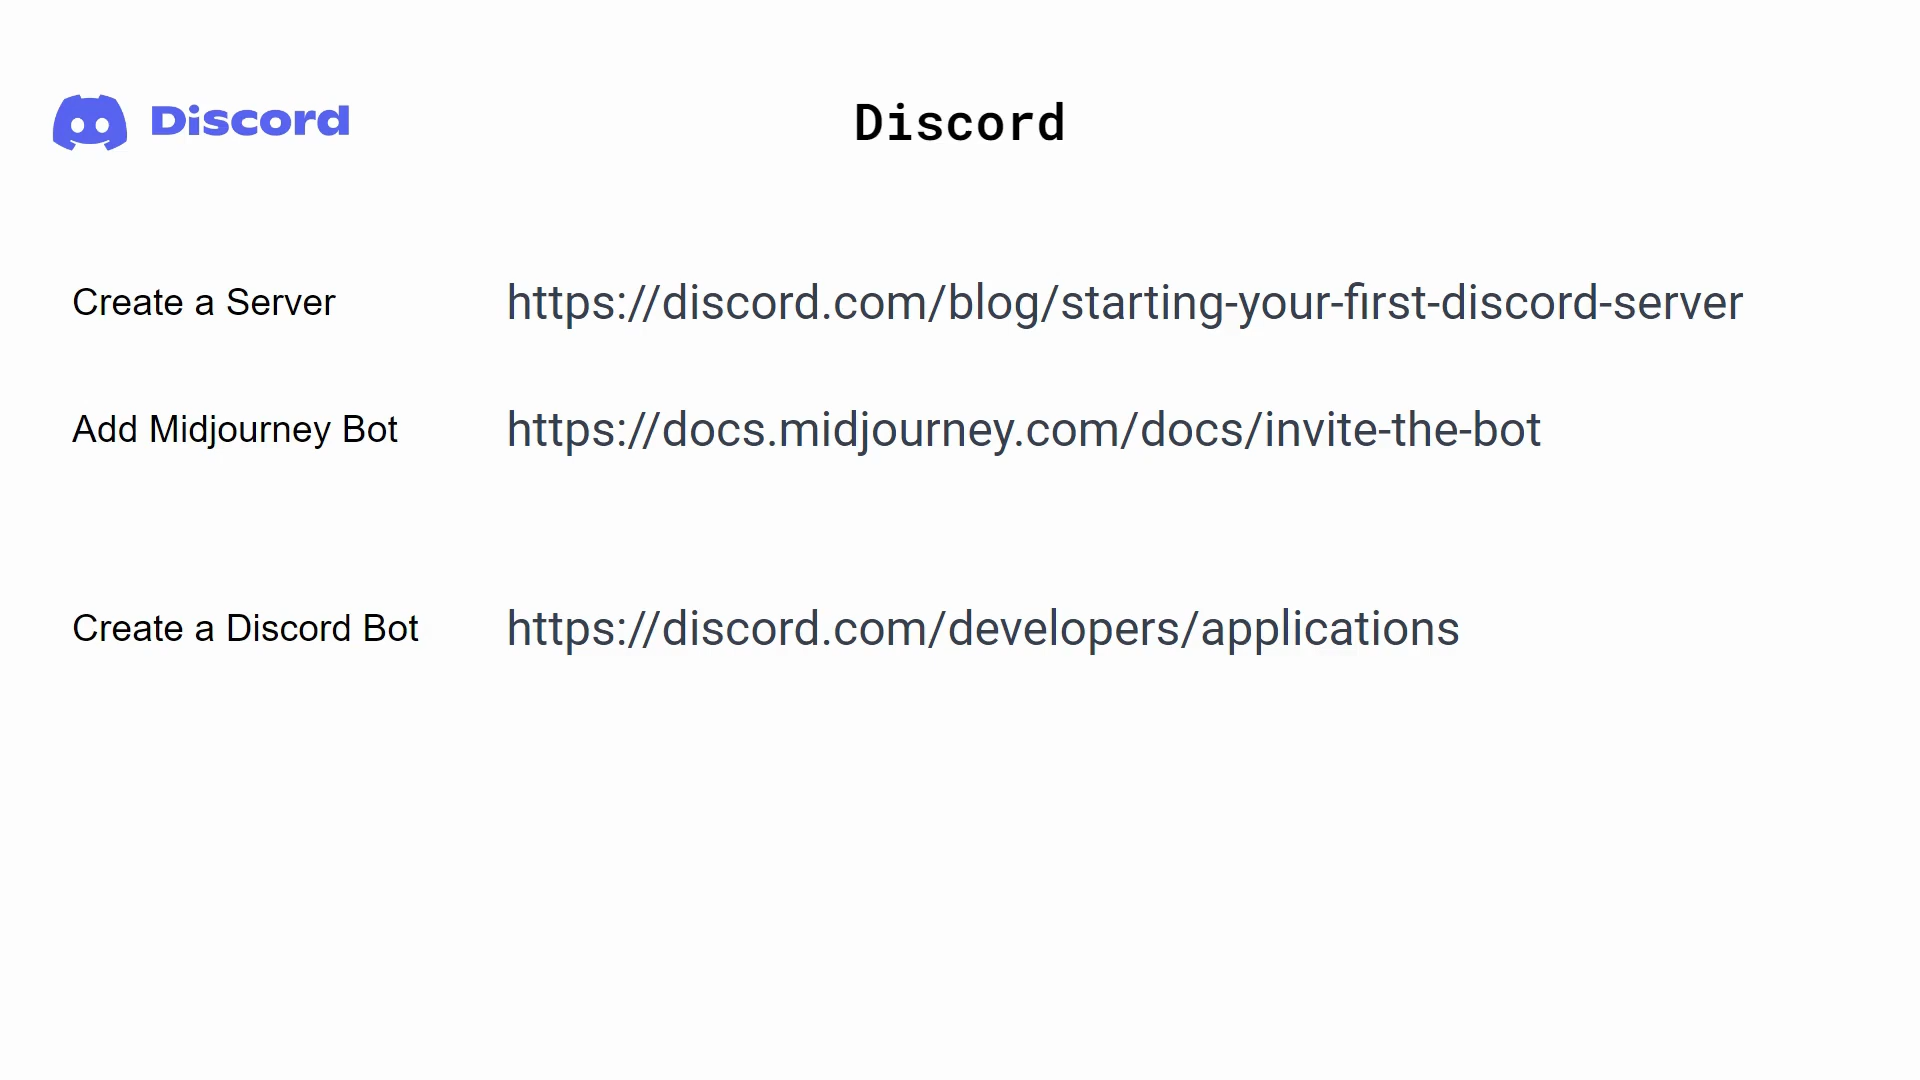 Discord
Discord
Create a Server https://discord.com/blog/starting-your-first-discord-server
Add Midjourney Bot https://docs.midjourney.com/docs/invite-the-bot
Create a Discord Bot https://discord.com/developers/applications